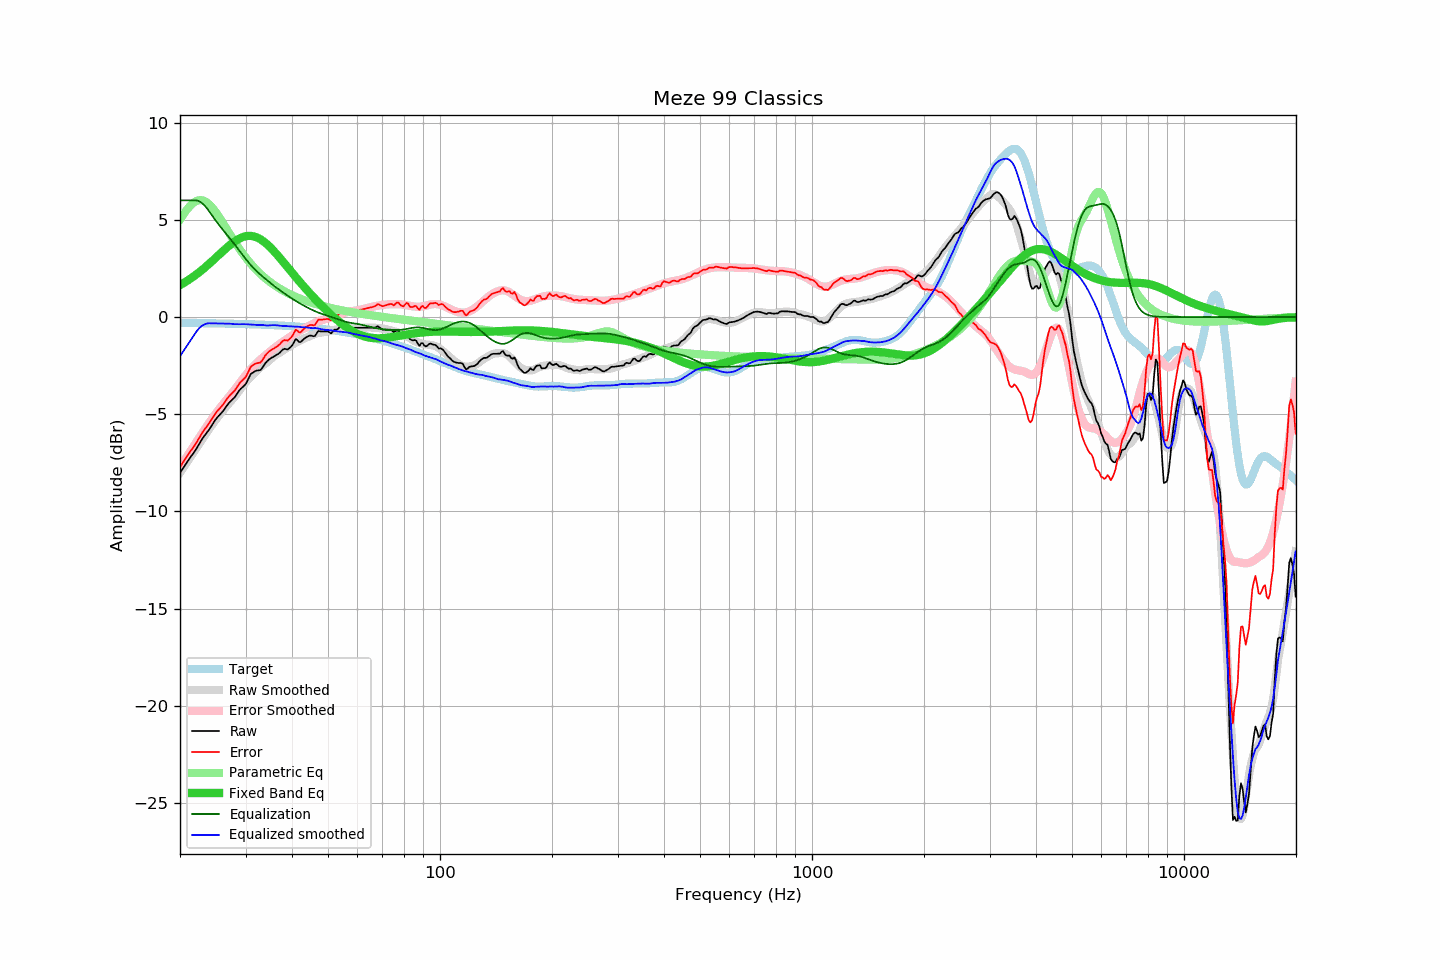 Meze 99 Classics
10
5
0
−5
−10
−15
−20
−25
Amplitude (dBr)
Target
Raw Smoothed
Error Smoothed
Raw
Error
Parametric Eq
Fixed Band Eq
Equalization
Equalized smoothed
100
1000
10000
Frequency (Hz)